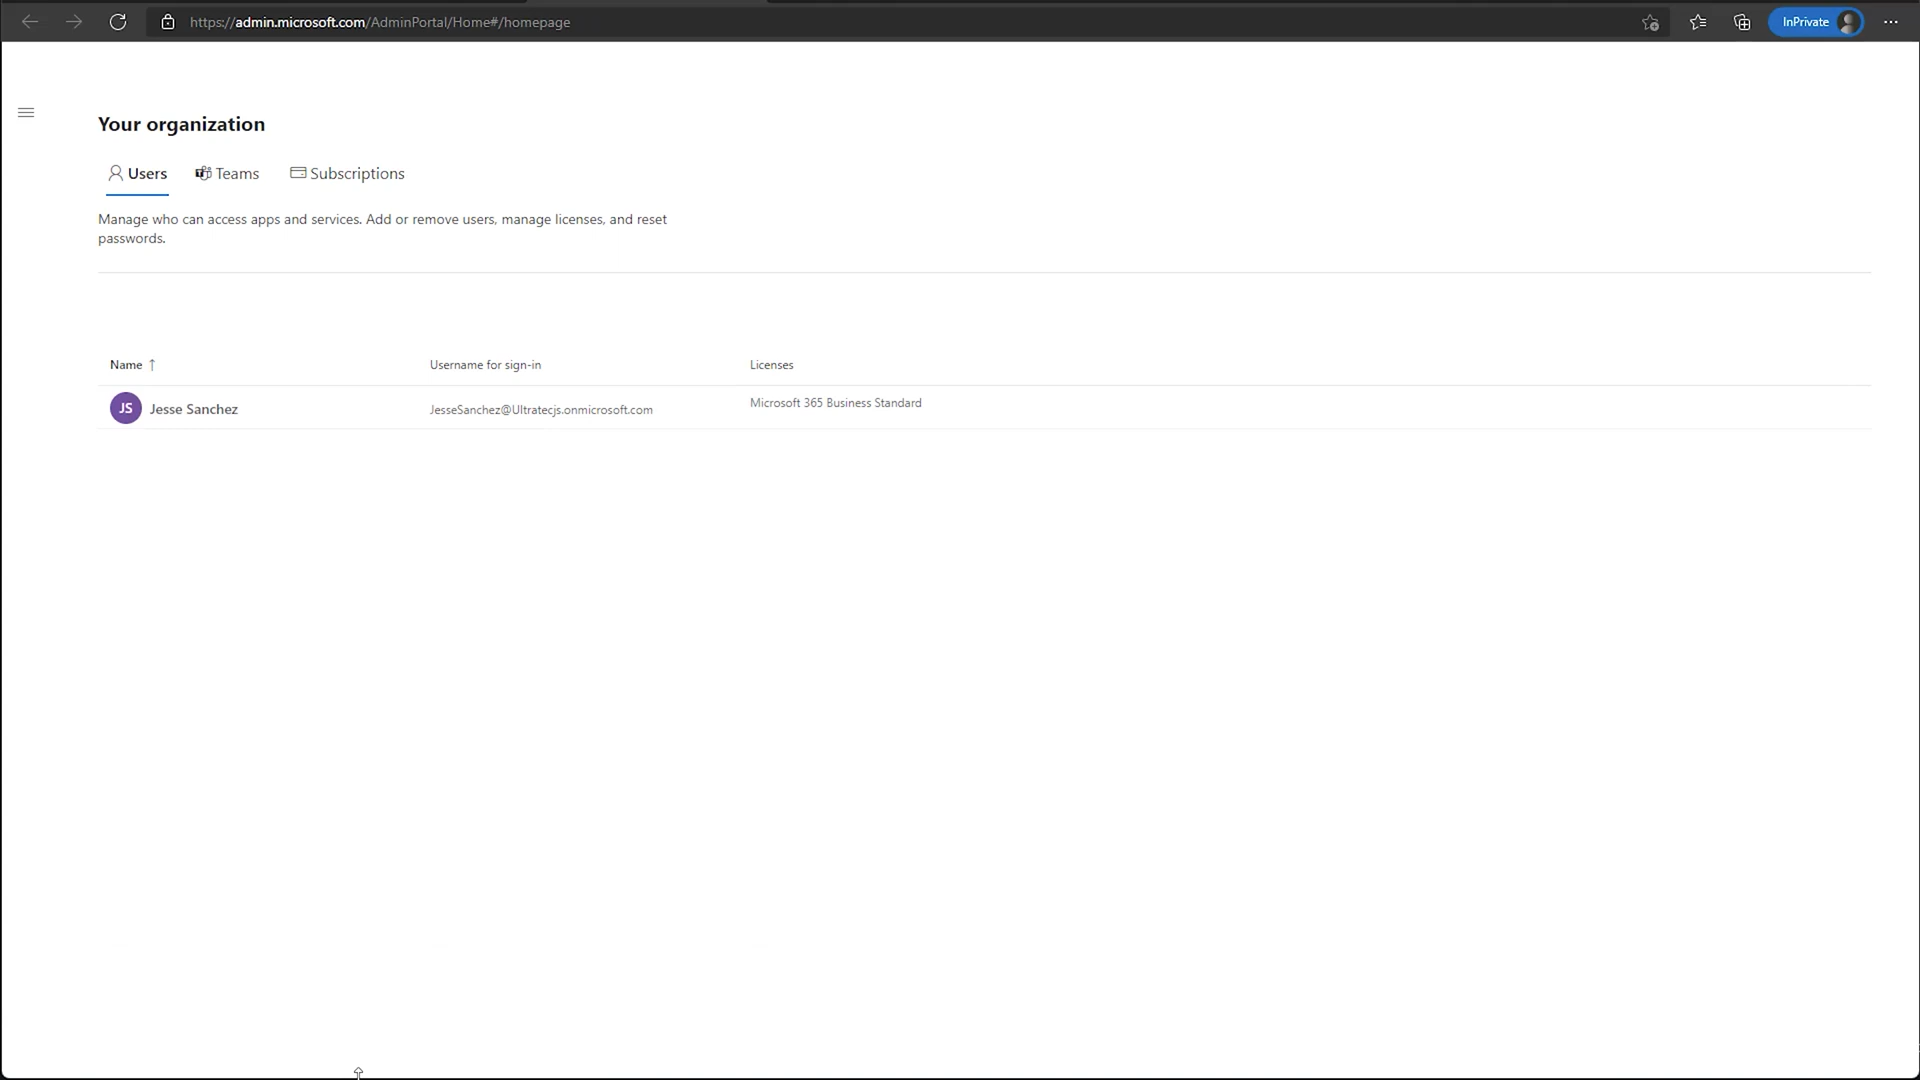 https://admin.microsoft.com/AdminPortal/Home#/homepage
InPrivate
Your organization
Users
Teams
Subscriptions
Manage who can access apps and services. Add or remove users, manage licenses, and reset
passwords.
Name ↑
Username for sign-in
Licenses
JS
Jesse Sanchez
JesseSanchez@Ultratecjs.onmicrosoft.com
Microsoft 365 Business Standard